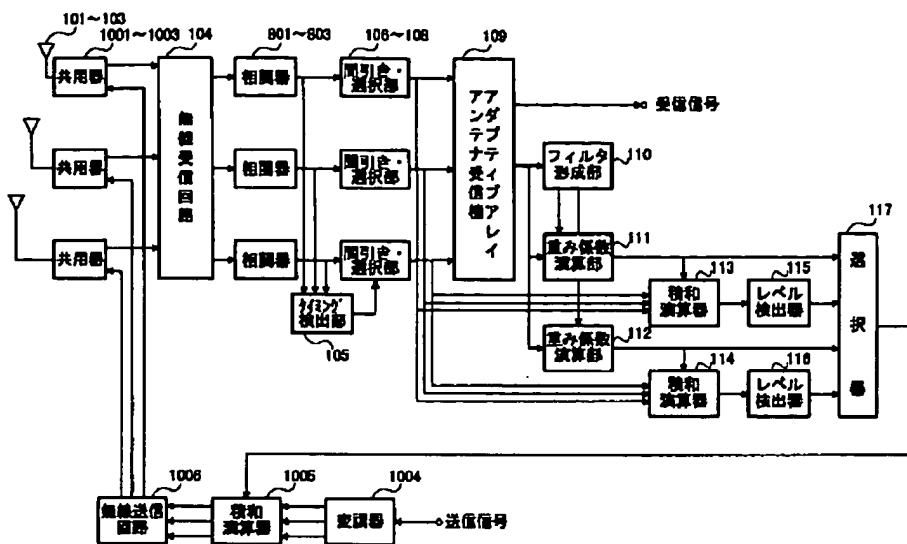 101～103
1001～1003
104
801～803
106～108
109
共用器
無線受信回路
相関器
間引き・
選択部
アダプティブアレイ
アンテナ受信機
受信信号
フィルタ
形成部
110
共用器
相関器
間引き・
選択部
117
重み係数
演算部
111
選択器
共用器
相関器
間引き・
選択部
113
115
積和
演算器
レベル
検出器
タイミング
検出部
105
重み係数
演算部
112
114
116
積和
演算器
レベル
検出器
1006
1005
1004
無線送信
回路
積和
演算器
変調器
送信信号